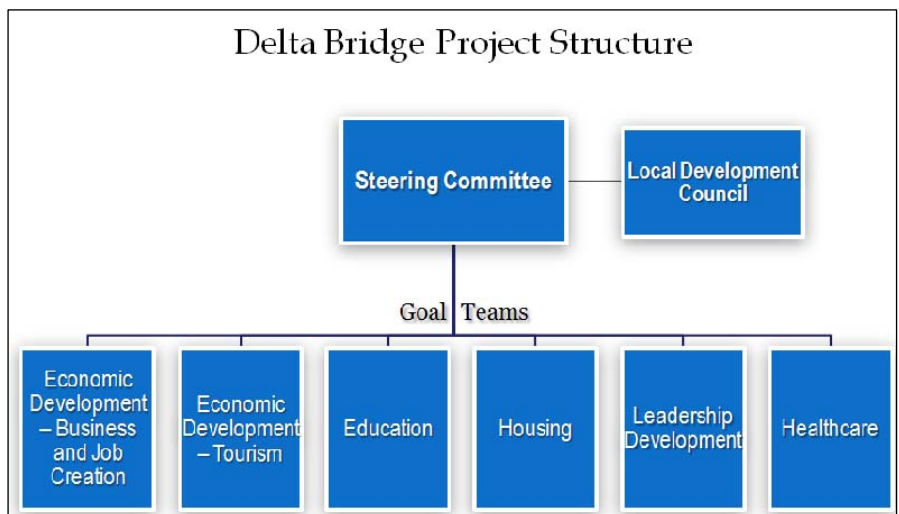 Delta Bridge Project Structure
Steering Committee
Local Development
Council
Goal Teams
Economic
Development
– Business
and Job
Creation
Economic
Development
– Tourism
Education
Housing
Leadership
Development
Healthcare